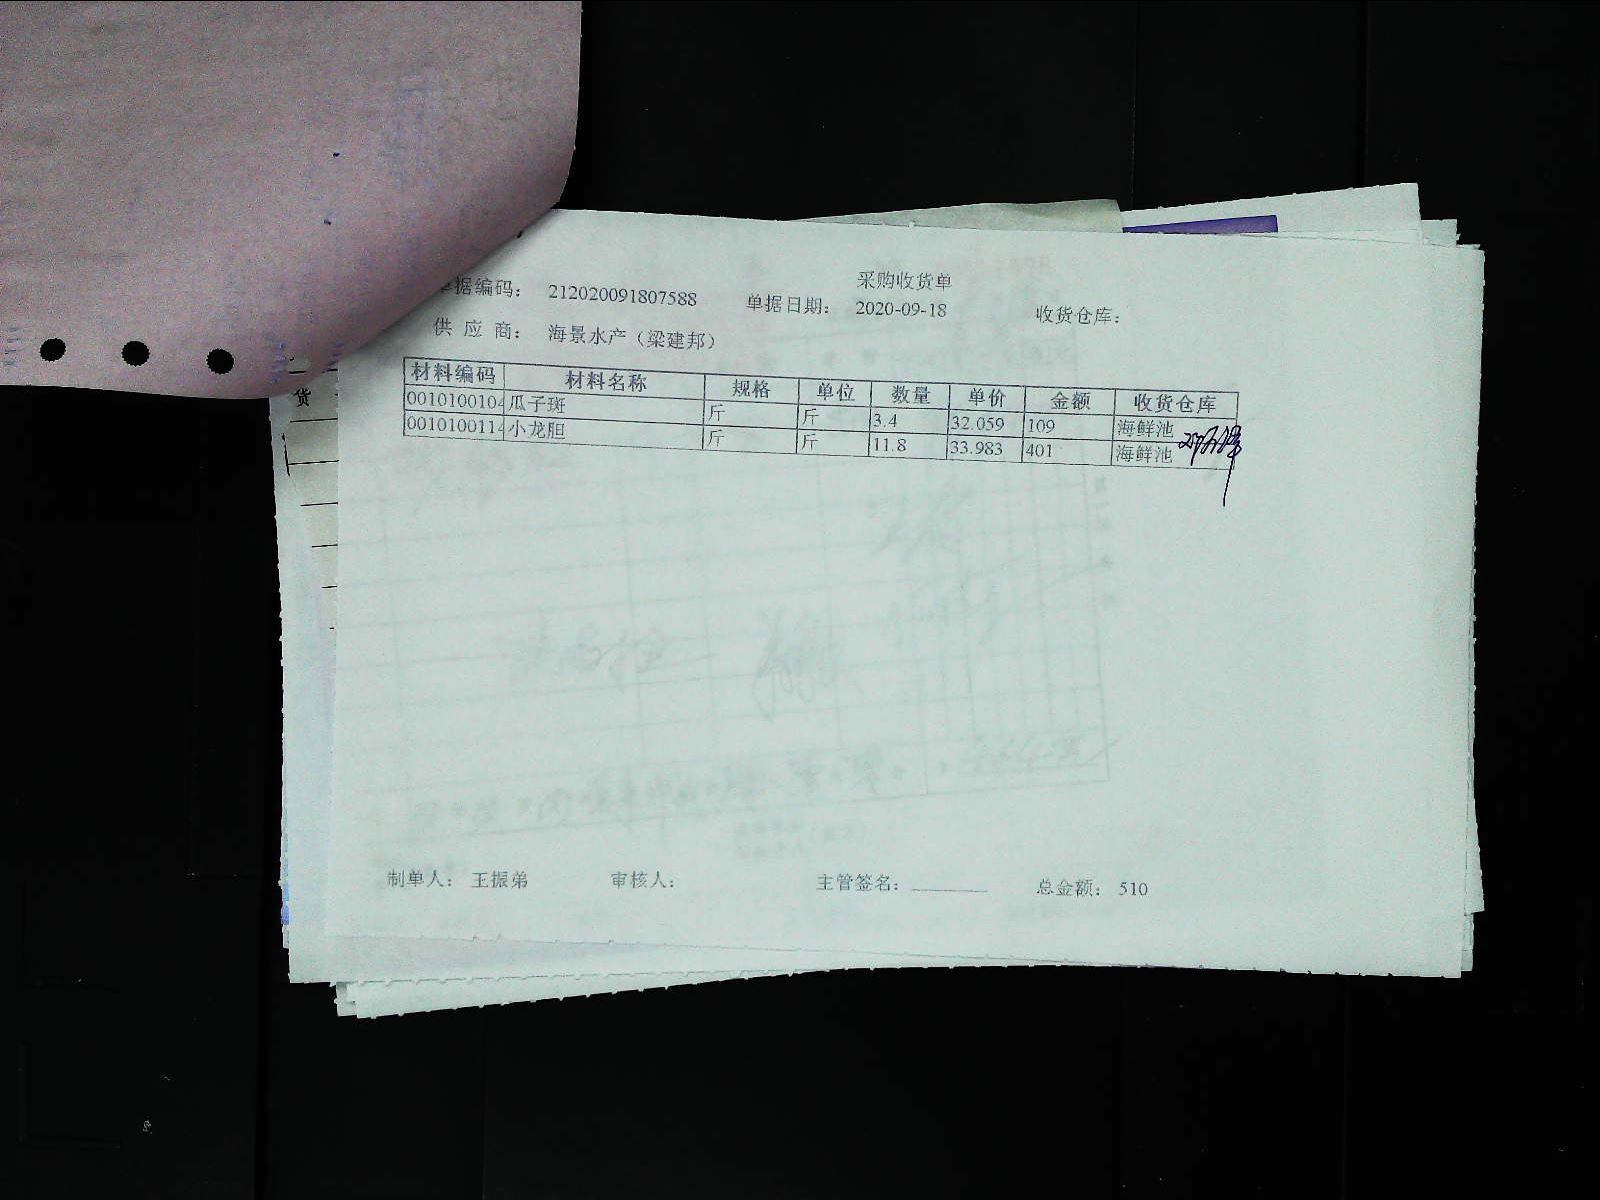 采购收货单
单据编码: 212020091807588 单据日期: 2020-09-18 收货仓库:
供 应 商: 海景水产（梁建邦）
材料编码 材料名称 规格 单位 数量 单价 金额 收货仓库
0010100104 瓜子斑 斤 斤 3.4 32.059 109 海鲜池
0010100114 小龙胆 斤 斤 11.8 33.983 401 海鲜池
货
制单人: 王振弟 审核人: 主管签名: 总金额: 510